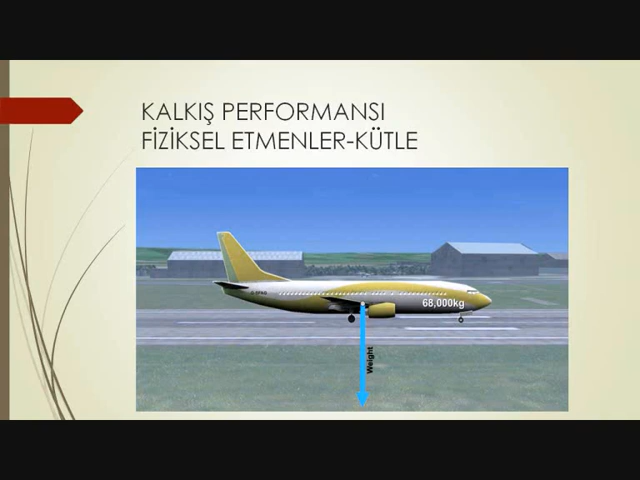 KALKIŞ PERFORMANSI
FİZİKSEL ETMENLER-KÜTLE
68,000kg
Weight